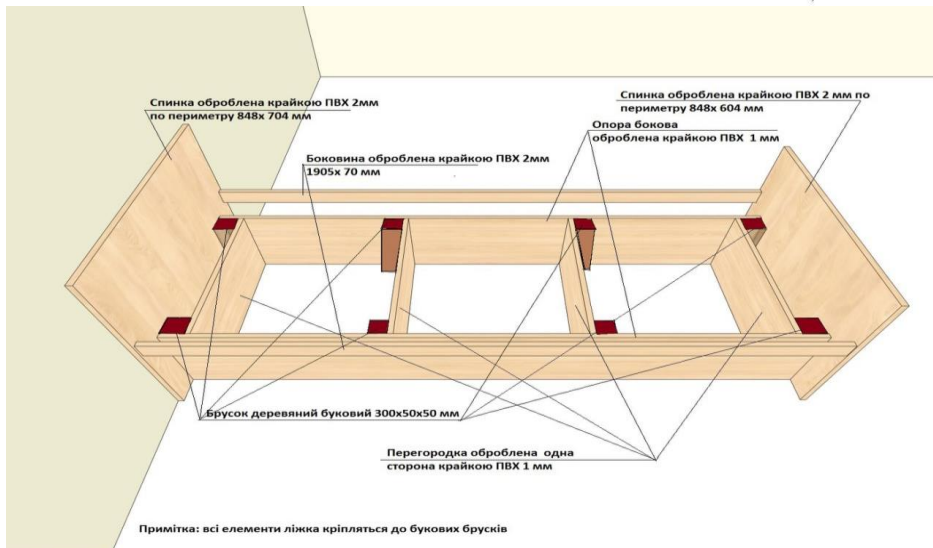 Спинка оброблена крайкою ПВХ 2мм
по периметру 848х 704 мм
Спинка оброблена крайкою ПВХ 2 мм по
периметру 848х 604 мм
Опора бокова
оброблена крайкою ПВХ 1 мм
Боковина оброблена крайкою ПВХ 2мм
1905х 70 мм
Брусок деревяний буковий 300х50х50 мм
Перегородка оброблена одна
сторона крайкою ПВХ 1 мм
Примітка: всі елементи ліжка кріпляться до букових брусків